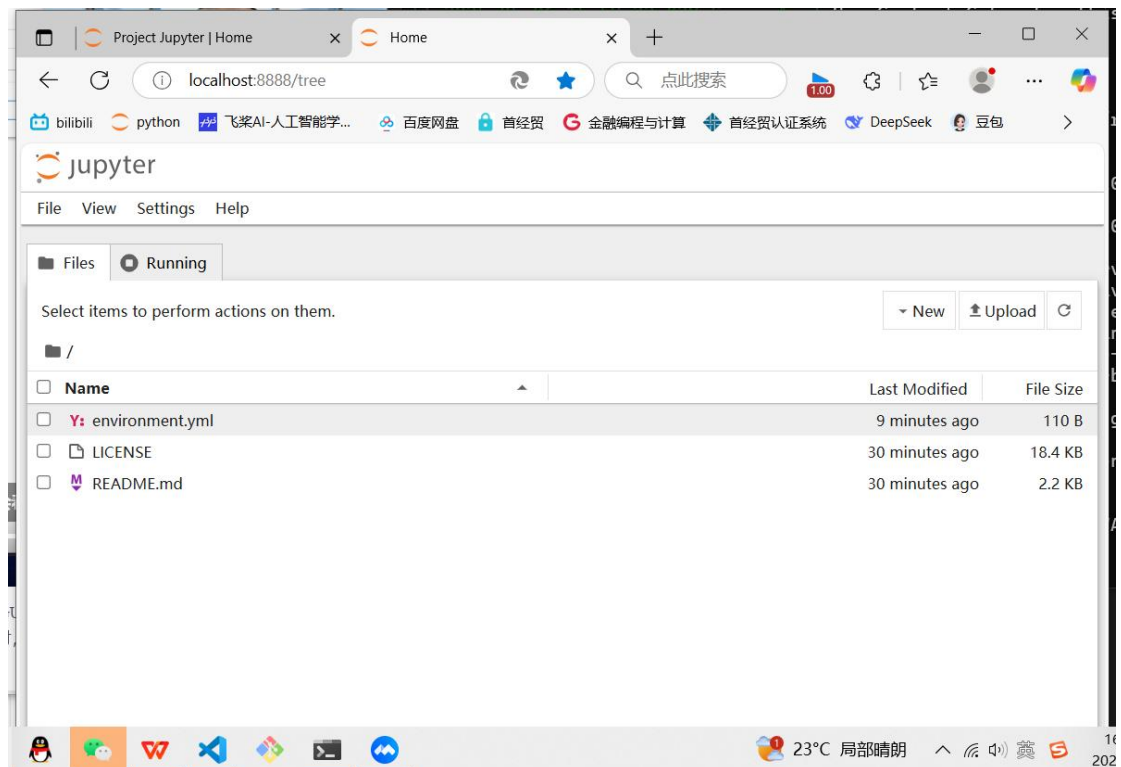 Project Jupyter | Home
Home
localhost:8888/tree
点此搜索
1.00
bilibili python 飞桨AI-人工智能学... 百度网盘 首经贸 金融编程与计算 首经贸认证系统 DeepSeek 豆包
jupyter
File View Settings Help
Files Running
Select items to perform actions on them.
New Upload
/
Name Last Modified File Size
Y: environment.yml 9 minutes ago 110 B
LICENSE 30 minutes ago 18.4 KB
M README.md 30 minutes ago 2.2 KB
23°C 局部晴朗 英